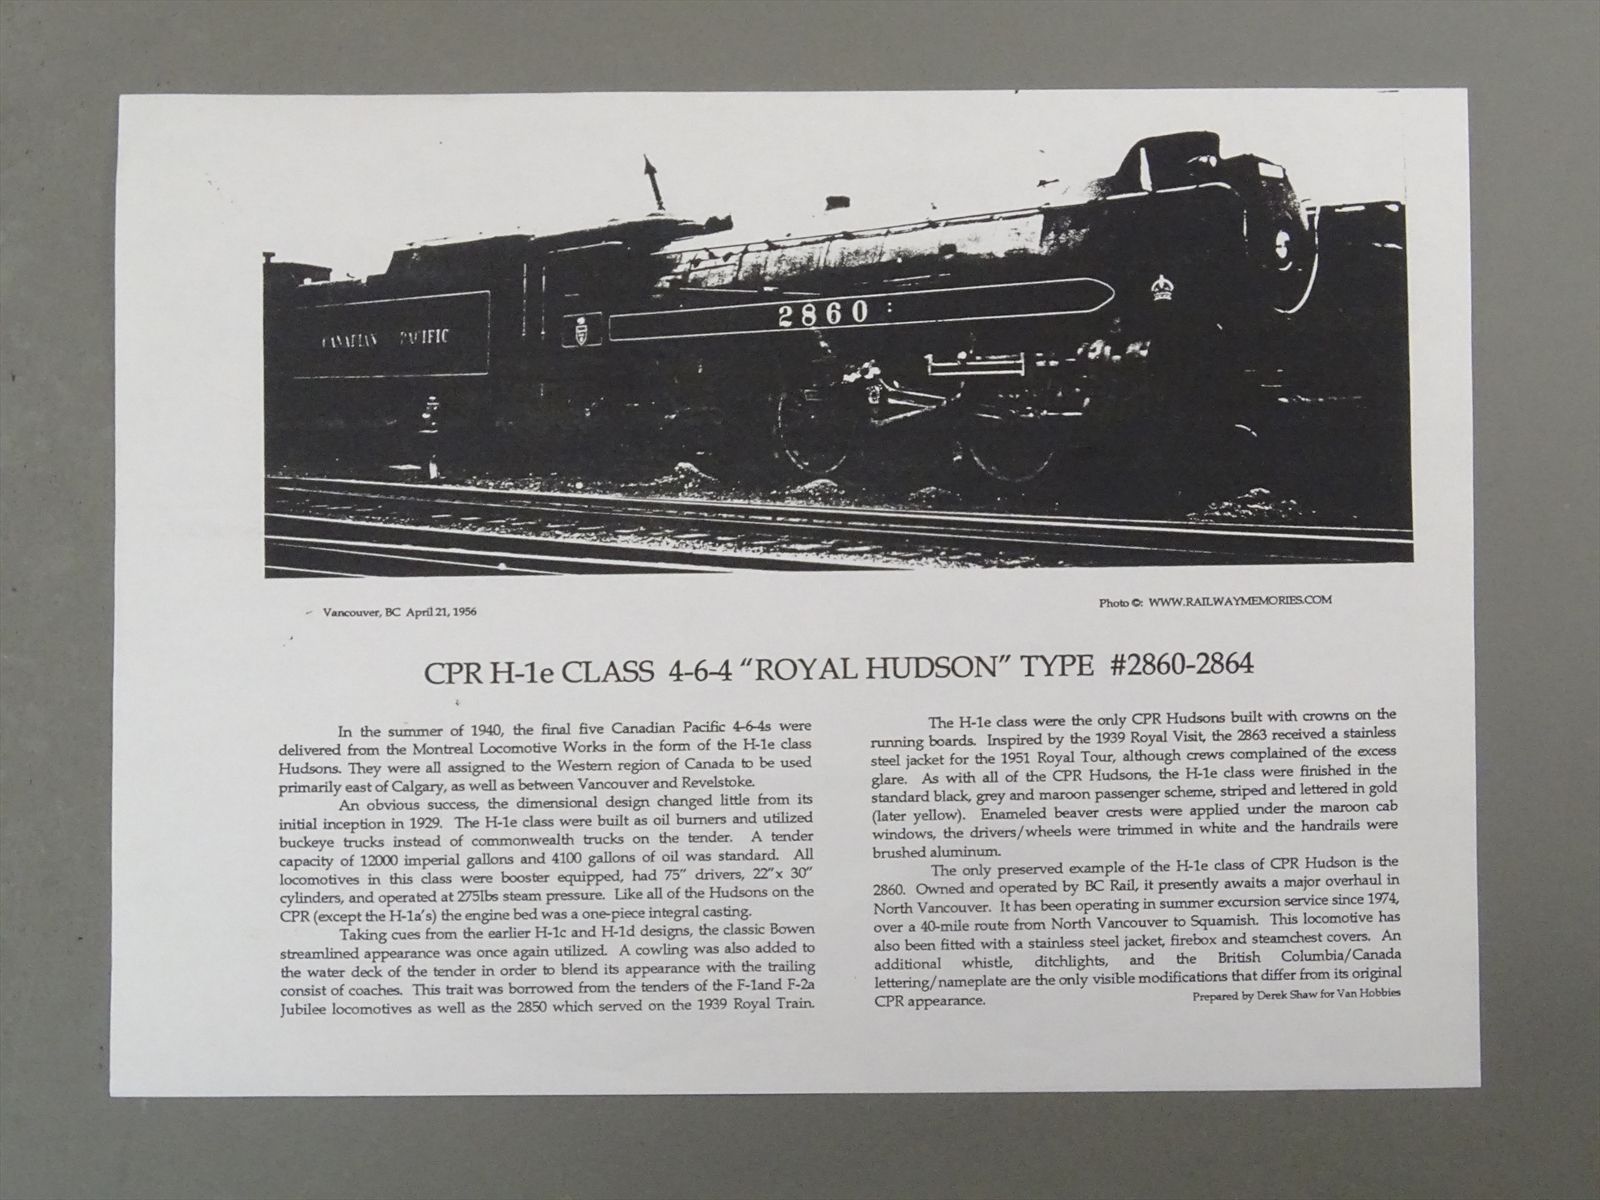 CANADIAN PACIFIC
2860
Vancouver, BC April 21, 1956
Photo ©: WWW.RAILWAYMEMORIES.COM
CPR H-1e CLASS 4-6-4 "ROYAL HUDSON" TYPE #2860-2864
In the summer of 1940, the final five Canadian Pacific 4-6-4s were
delivered from the Montreal Locomotive Works in the form of the H-1e class
Hudsons. They were all assigned to the Western region of Canada to be used
primarily east of Calgary, as well as between Vancouver and Revelstoke.
An obvious success, the dimensional design changed little from its
initial inception in 1929. The H-1e class were built as oil burners and utilized
buckeye trucks instead of commonwealth trucks on the tender. A tender
capacity of 12000 imperial gallons and 4100 gallons of oil was standard. All
locomotives in this class were booster equipped, had 75" drivers, 22"x 30"
cylinders, and operated at 275lbs steam pressure. Like all of the Hudsons on the
CPR (except the H-1a's) the engine bed was a one-piece integral casting.
Taking cues from the earlier H-1c and H-1d designs, the classic Bowen
streamlined appearance was once again utilized. A cowling was also added to
the water deck of the tender in order to blend its appearance with the trailing
consist of coaches. This trait was borrowed from the tenders of the F-1and F-2a
Jubilee locomotives as well as the 2850 which served on the 1939 Royal Train.
The H-1e class were the only CPR Hudsons built with crowns on the
running boards. Inspired by the 1939 Royal Visit, the 2863 received a stainless
steel jacket for the 1951 Royal Tour, although crews complained of the excess
glare. As with all of the CPR Hudsons, the H-1e class were finished in the
standard black, grey and maroon passenger scheme, striped and lettered in gold
(later yellow). Enameled beaver crests were applied under the maroon cab
windows, the drivers/wheels were trimmed in white and the handrails were
brushed aluminum.
The only preserved example of the H-1e class of CPR Hudson is the
2860. Owned and operated by BC Rail, it presently awaits a major overhaul in
North Vancouver. It has been operating in summer excursion service since 1974,
over a 40-mile route from North Vancouver to Squamish. This locomotive has
also been fitted with a stainless steel jacket, firebox and steamchest covers. An
additional whistle, ditchlights, and the British Columbia/Canada
lettering/nameplate are the only visible modifications that differ from its original
CPR appearance.
Prepared by Derek Shaw for Van Hobbies